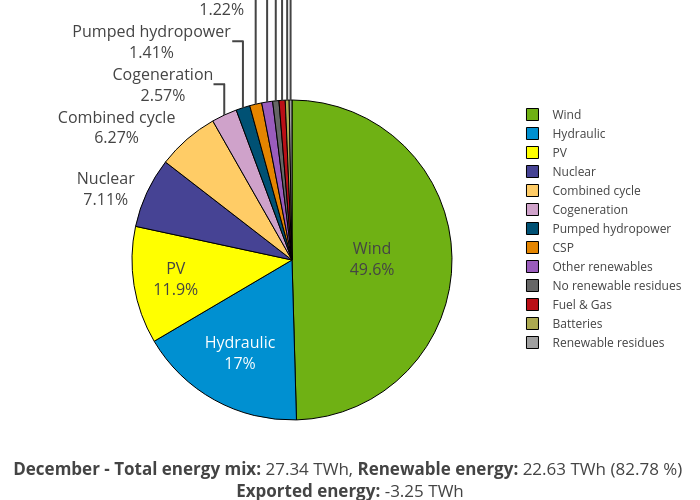 1.22%
Pumped hydropower
1.41%
Cogeneration
2.57%
Combined cycle
6.27%
Nuclear
7.11%
PV
11.9%
Hydraulic
17%
Wind
49.6%
Wind
Hydraulic
PV
Nuclear
Combined cycle
Cogeneration
Pumped hydropower
CSP
Other renewables
No renewable residues
Fuel & Gas
Batteries
Renewable residues
December - Total energy mix: 27.34 TWh, Renewable energy: 22.63 TWh (82.78 %)
Exported energy: -3.25 TWh